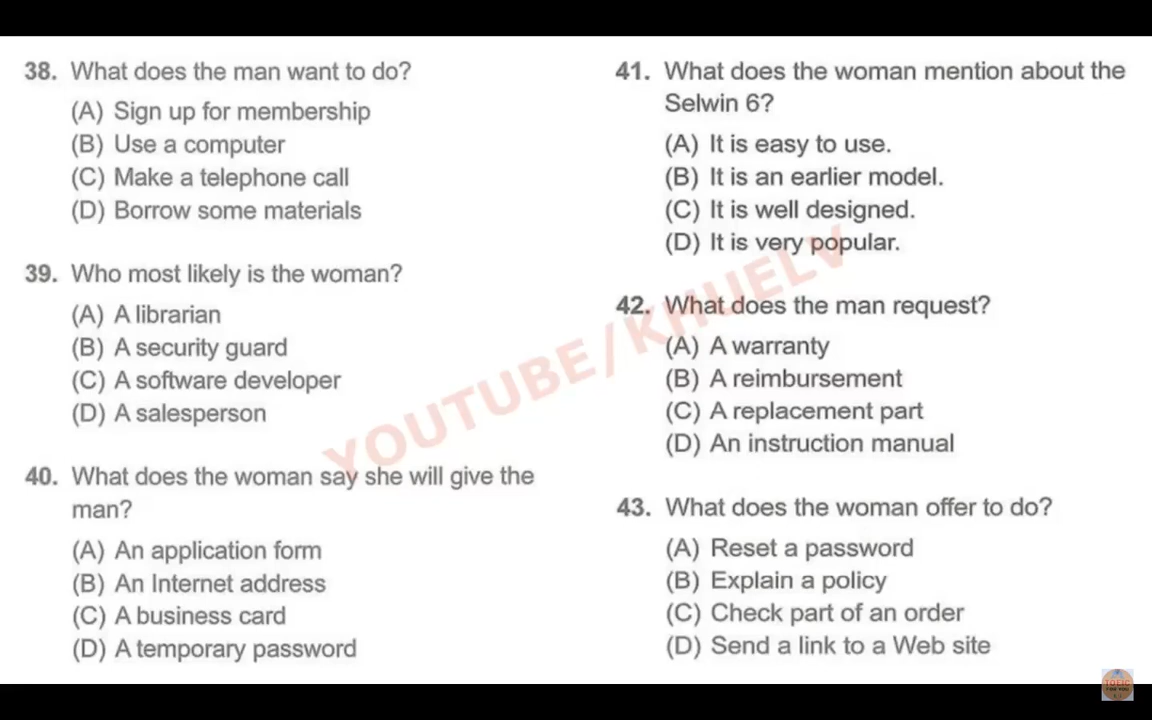 38. What does the man want to do?
(A) Sign up for membership
(B) Use a computer
(C) Make a telephone call
(D) Borrow some materials
39. Who most likely is the woman?
(A) A librarian
(B) A security guard
(C) A software developer
(D) A salesperson
40. What does the woman say she will give the
man?
(A) An application form
(B) An Internet address
(C) A business card
(D) A temporary password
41. What does the woman mention about the
Selwin 6?
(A) It is easy to use.
(B) It is an earlier model.
(C) It is well designed.
(D) It is very popular.
42. What does the man request?
(A) A warranty
(B) A reimbursement
(C) A replacement part
(D) An instruction manual
43. What does the woman offer to do?
(A) Reset a password
(B) Explain a policy
(C) Check part of an order
(D) Send a link to a Web site
YOUTUBE/KHUELV
TOEIC
FOR YOU